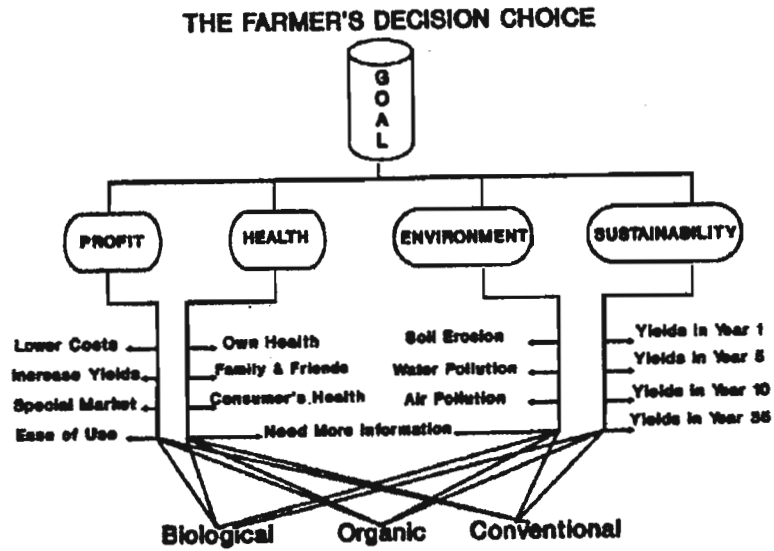 THE FARMER'S DECISION CHOICE
GOAL
PROFIT
HEALTH
ENVIRONMENT
SUSTAINABILITY
Lower Costs
Increase Yields
Special Market
Ease of Use
Own Health
Family & Friends
Consumer's Health
Need More Information
Soil Erosion
Water Pollution
Air Pollution
Yields in Year 1
Yields in Year 5
Yields in Year 10
Yields in Year 35
Biological
Organic
Conventional